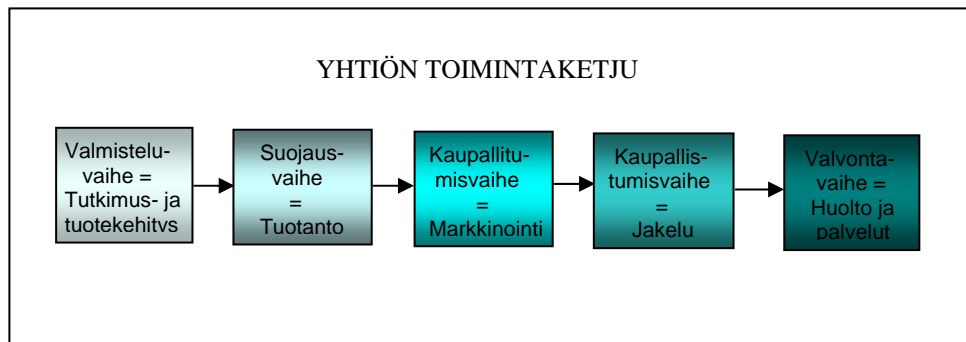 YHTIÖN TOIMINTAKETJU
Valmistelu-
vaihe =
Tutkimus- ja
tuotekehitys
Suojaus-
vaihe
=
Tuotanto
Kaupallitu-
misvaihe
=
Markkinointi
Kaupallis-
tumisvaihe
=
Jakelu
Valvonta-
vaihe =
Huolto ja
palvelut